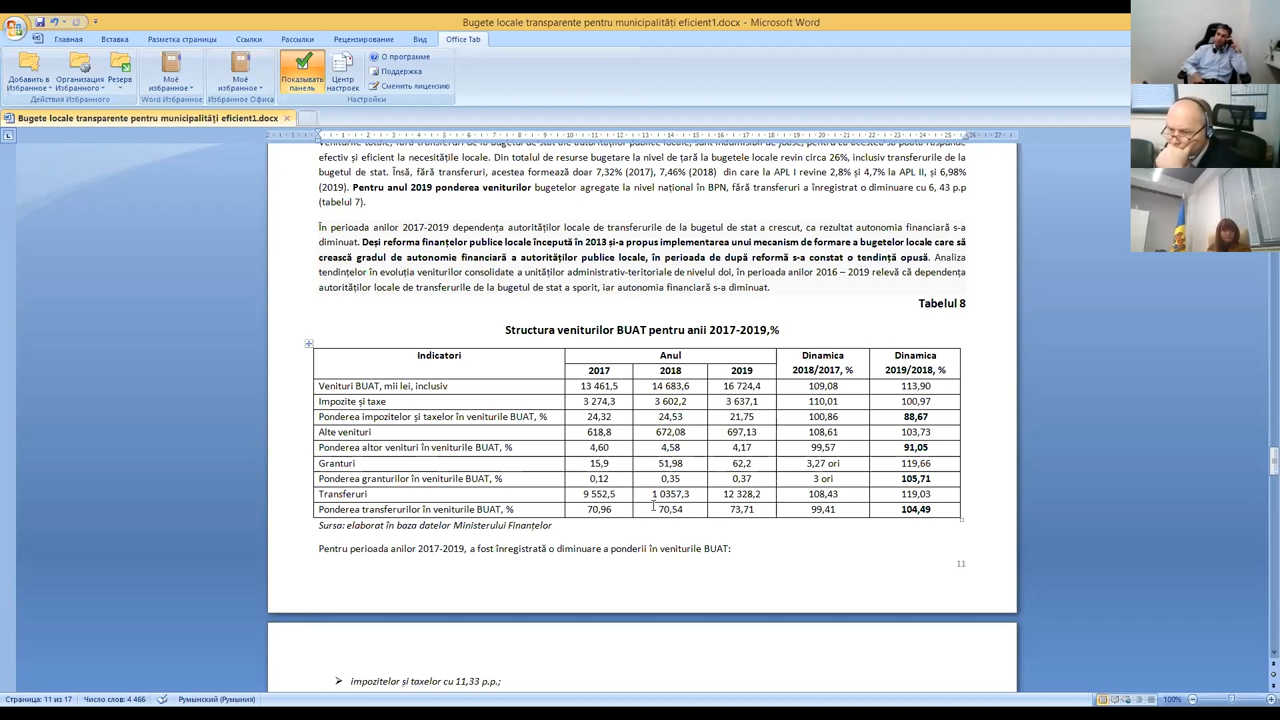 Bugete locale transparente pentru municipalități eficient1.docx - Microsoft Word
Главная Вставка Разметка страницы Ссылки Рассылки Рецензирование Вид Office Tab
Добавить в Избранное Организация Избранного Резерв Моё избранное Моё избранное Показывать панель Центр настроек О программе
Поддержка
Сменить лицензию
Действия Избранного Word Избранное Избранное Офиса Настройки
Bugete locale transparente pentru municipalități eficient1.docx
efectiv și eficient la necesitățile locale. Din totalul de resurse bugetare la nivel de țară la bugetele locale revin circa 26%, inclusiv transferurile de
bugetul de stat. Însă, fără transferuri, acestea formează doar 7,32% (2017), 7,46% (2018) din care la APL I revine 2,8% și 4,7% la APL II, și 6,98%
(2019). Pentru anul 2019 ponderea veniturilor bugetelor agregate la nivel național în BPN, fără transferuri a înregistrat o diminuare cu 6, 43 p.p
(tabelul 7).
În perioada anilor 2017-2019 dependența autorităților locale de transferurile de la bugetul de stat a crescut, ca rezultat autonomia financiară s-a
diminuat. Deși reforma finanțelor publice locale începută în 2013 și-a propus implementarea unui mecanism de formare a bugetelor locale care să
crească gradul de autonomie financiară a autorităților publice locale, în perioada de după reformă s-a constat o tendință opusă. Analiza
tendințelor în evoluția veniturilor consolidate a unităților administrativ-teritoriale de nivelul doi, în perioada anilor 2016 – 2019 relevă că dependența
autorităților locale de transferurile de la bugetul de stat a sporit, iar autonomia financiară s-a diminuat.
Tabelul 8
Structura veniturilor BUAT pentru anii 2017-2019,%
Indicatori Anul Dinamica 2018/2017, % Dinamica 2019/2018, %
2017 2018 2019
Venituri BUAT, mii lei, inclusiv 13 461,5 14 683,6 16 724,4 109,08 113,90
Impozite și taxe 3 274,3 3 602,2 3 637,1 110,01 100,97
Ponderea impozitelor și taxelor în veniturile BUAT, % 24,32 24,53 21,75 100,86 88,67
Alte venituri 618,8 672,08 697,13 108,61 103,73
Ponderea altor venituri în veniturile BUAT, % 4,60 4,58 4,17 99,57 91,05
Granturi 15,9 51,98 62,2 3,27 ori 119,66
Ponderea granturilor în veniturile BUAT, % 0,12 0,35 0,37 3 ori 105,71
Transferuri 9 552,5 1 0357,3 12 328,2 108,43 119,03
Ponderea transferurilor în veniturile BUAT, % 70,96 70,54 73,71 99,41 104,49
Sursa: elaborat în baza datelor Ministerului Finanțelor
Pentru perioada anilor 2017-2019, a fost înregistrată o diminuare a ponderii în veniturile BUAT:
11
➢ impozitelor și taxelor cu 11,33 p.p.;
Страница: 11 из 17 Число слов: 4 466 Румынский (Румыния) 100%